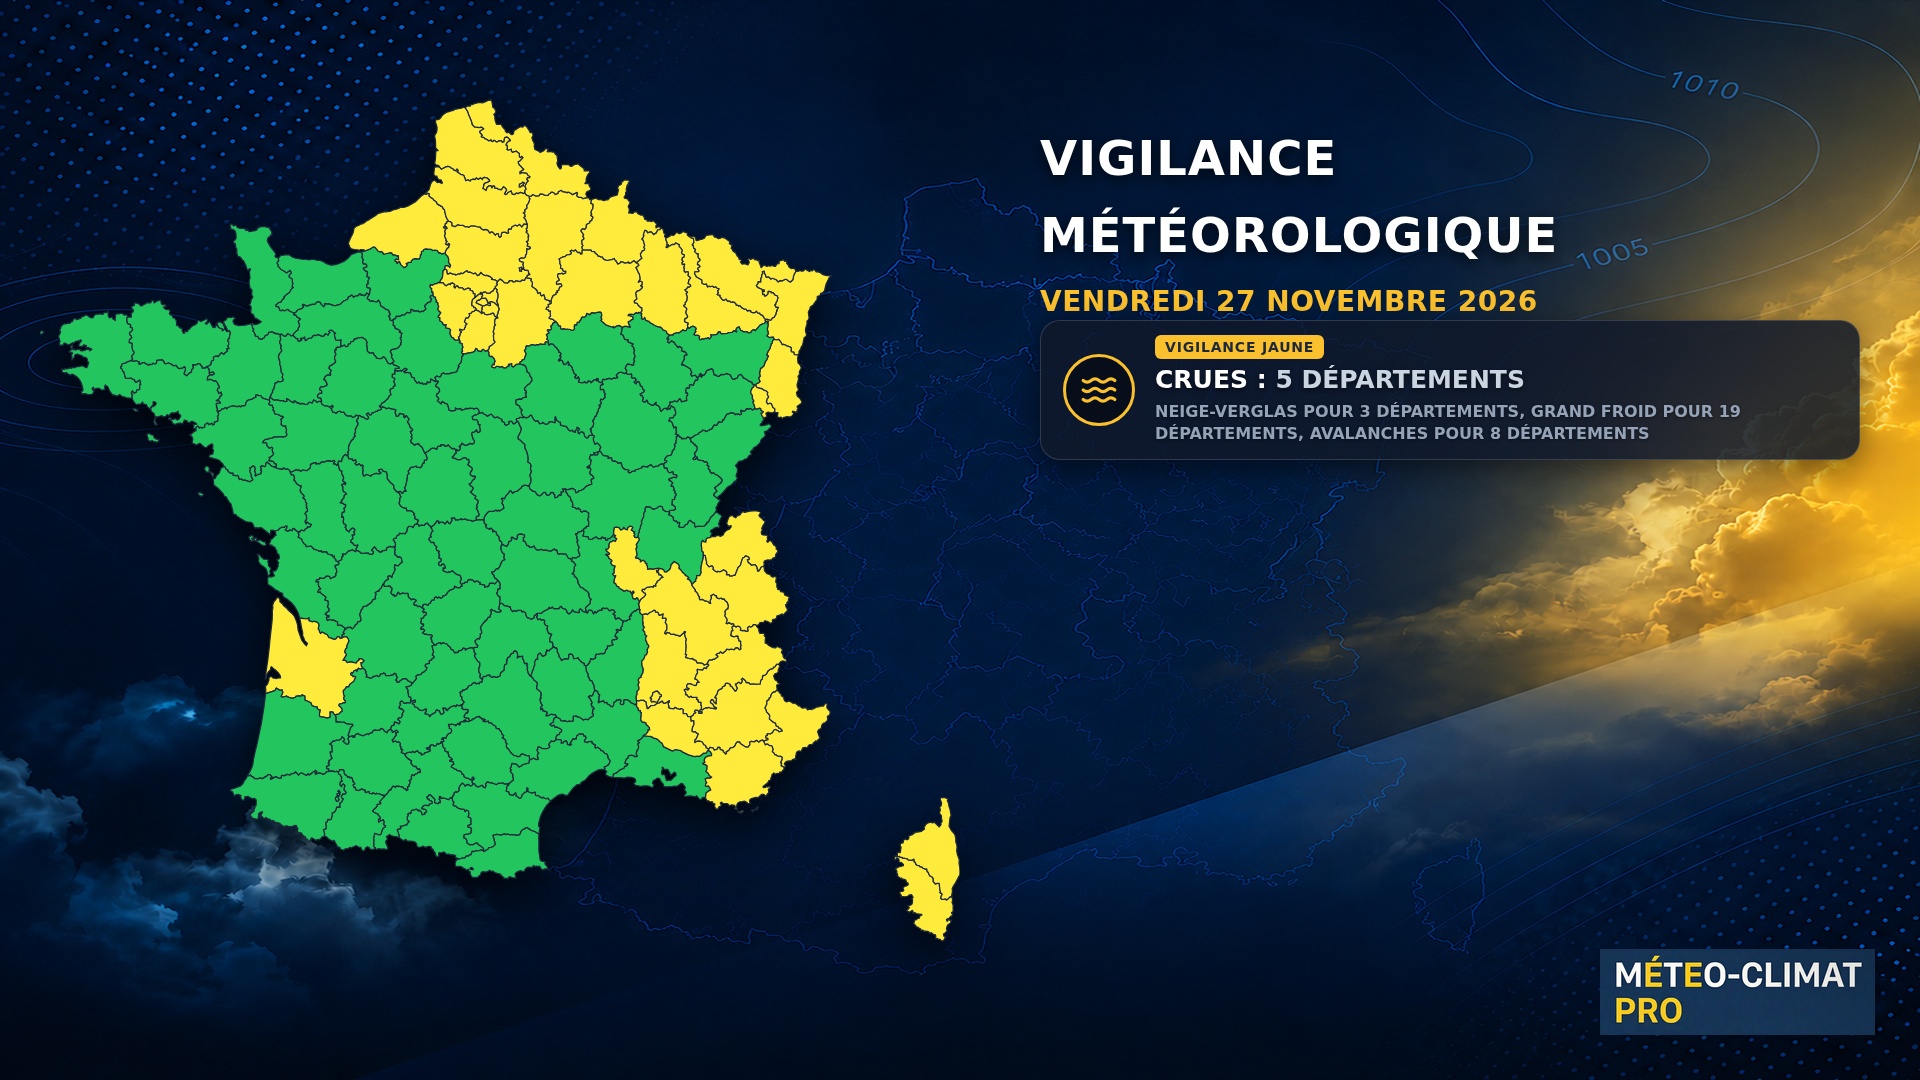 1010
VIGILANCE
MÉTÉOROLOGIQUE
1005
VENDREDI 27 NOVEMBRE 2026
VIGILANCE JAUNE
CRUES : 5 DÉPARTEMENTS
NEIGE-VERGLAS POUR 3 DÉPARTEMENTS, GRAND FROID POUR 19
DÉPARTEMENTS, AVALANCHES POUR 8 DÉPARTEMENTS
MÉTEO-CLIMAT
PRO